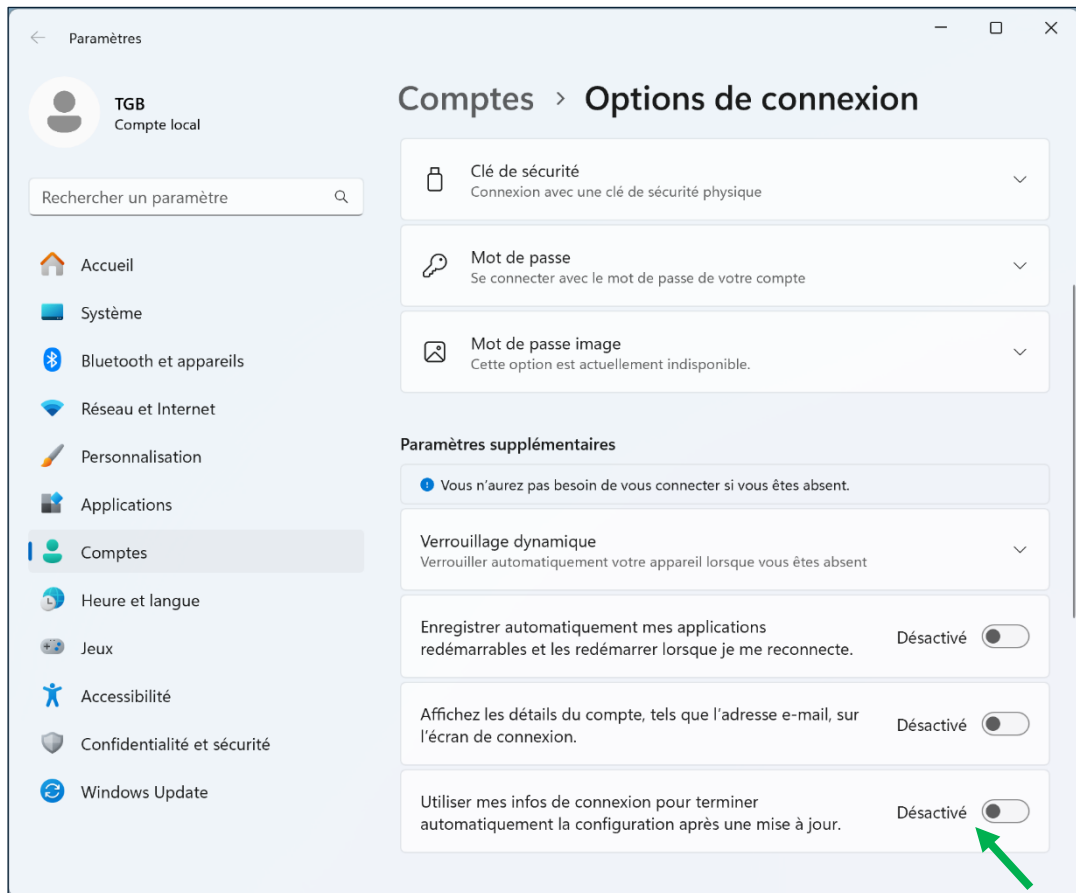 Paramètres
TGB
Compte local
Rechercher un paramètre
Accueil
Système
Bluetooth et appareils
Réseau et Internet
Personnalisation
Applications
Comptes
Heure et langue
Jeux
Accessibilité
Confidentialité et sécurité
Windows Update
Comptes > Options de connexion
Clé de sécurité
Connexion avec une clé de sécurité physique
Mot de passe
Se connecter avec le mot de passe de votre compte
Mot de passe image
Cette option est actuellement indisponible.
Paramètres supplémentaires
Vous n'aurez pas besoin de vous connecter si vous êtes absent.
Verrouillage dynamique
Verrouiller automatiquement votre appareil lorsque vous êtes absent
Enregistrer automatiquement mes applications
redémarrables et les redémarrer lorsque je me reconnecte.
Désactivé
Affichez les détails du compte, tels que l'adresse e-mail, sur
l'écran de connexion.
Désactivé
Utiliser mes infos de connexion pour terminer
automatiquement la configuration après une mise à jour.
Désactivé